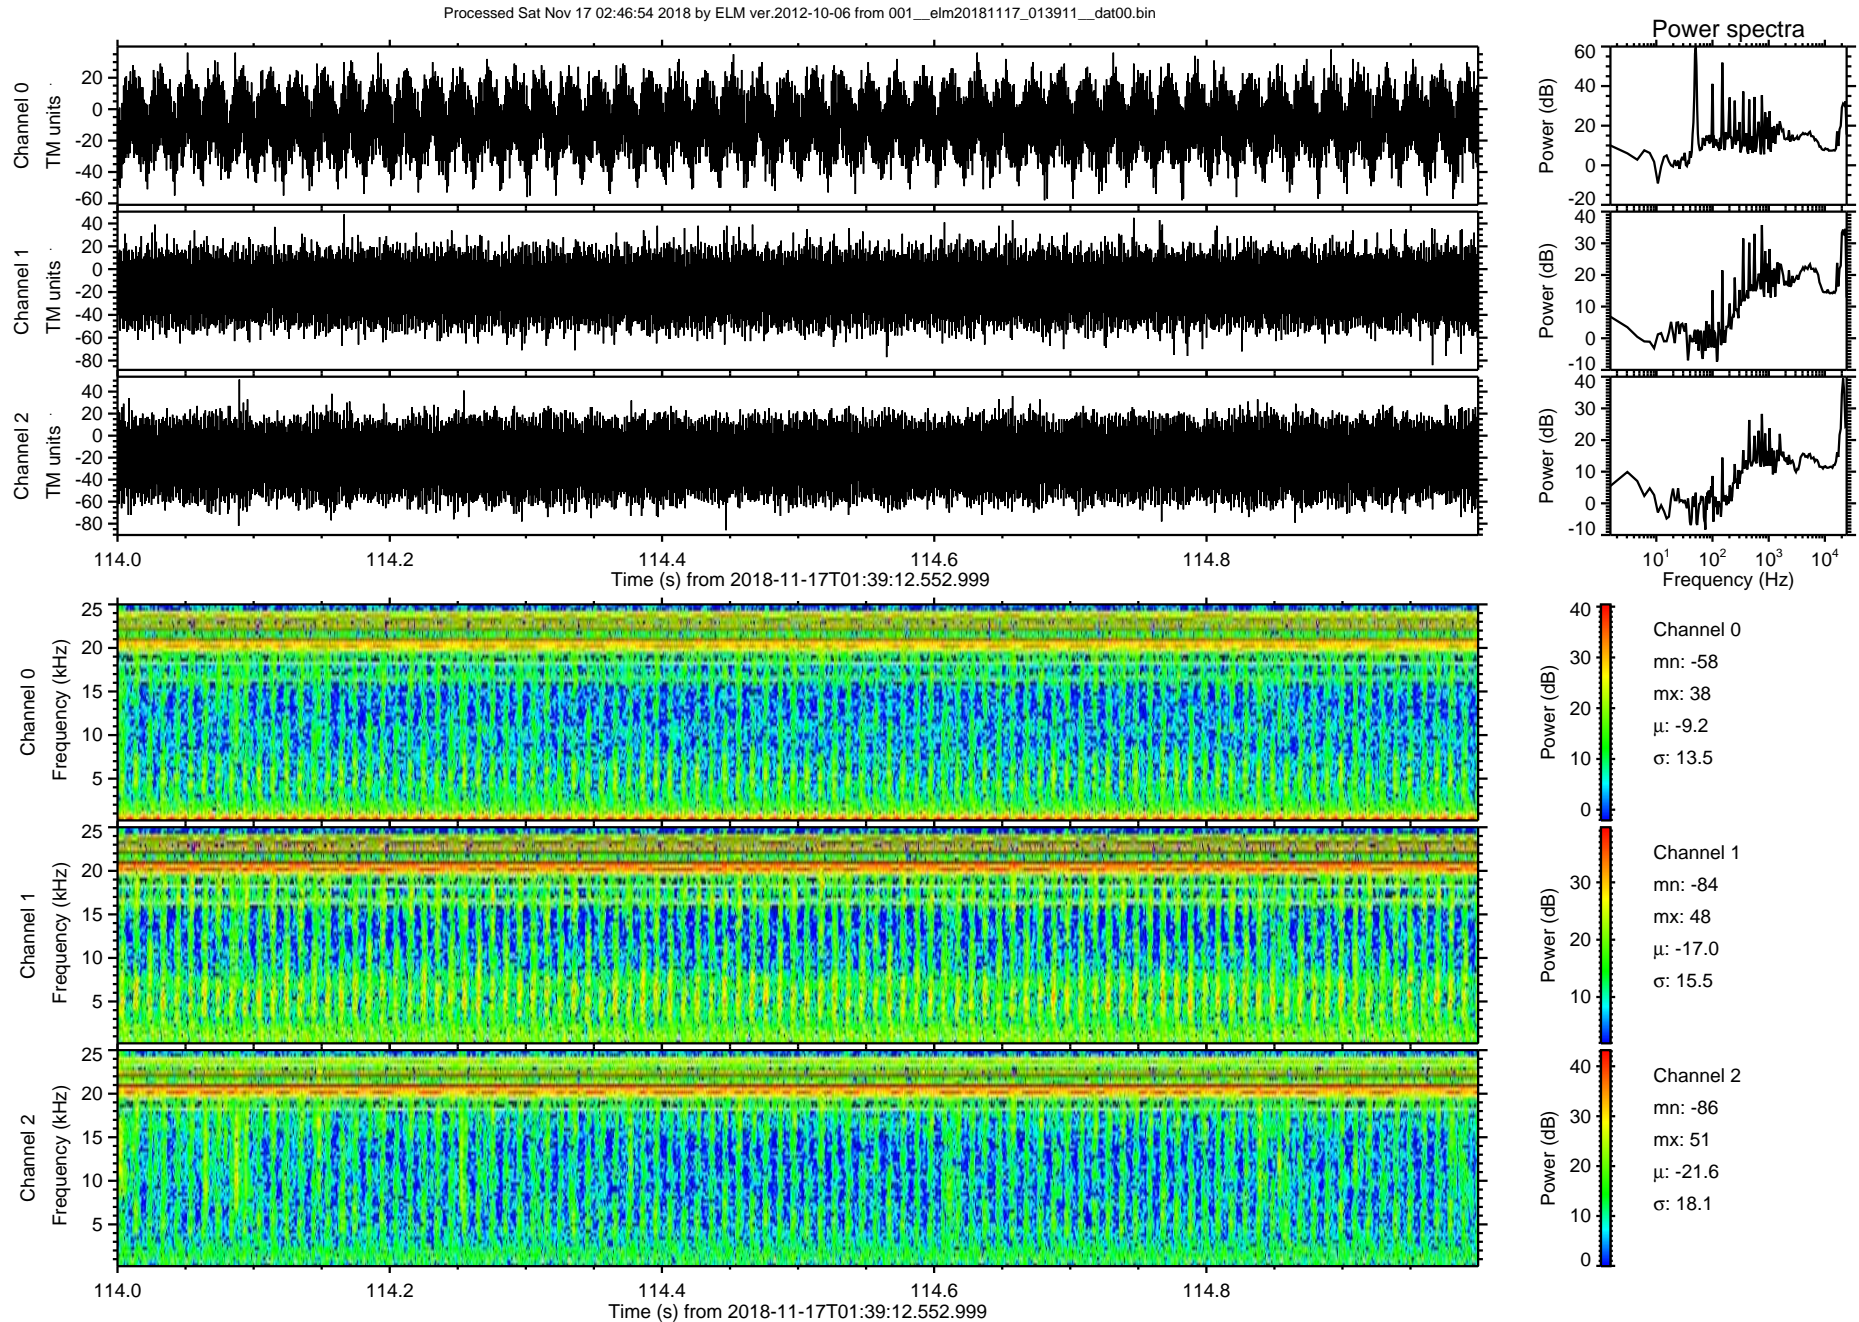 Processed Sat Nov 17 02:46:54 2018 by ELM ver.2012-10-06 from 001__elm20181117_013911__dat00.bin
Power spectra
Channel 0
TM units
20
0
-20
-40
-60
Power (dB)
60
40
20
0
-20
Channel 1
TM units
40
20
0
-20
-40
-60
-80
Power (dB)
40
30
20
10
0
-10
Channel 2
TM units
40
20
0
-20
-40
-60
-80
Power (dB)
40
30
20
10
0
-10
114.0 114.2 114.4 114.6 114.8
Time (s) from 2018-11-17T01:39:12.552.999
10¹ 10² 10³ 10⁴
Frequency (Hz)
Channel 0
Frequency (kHz)
25
20
15
10
5
Power (dB)
40
30
20
10
0
Channel 0
mn: -58
mx: 38
μ: -9.2
σ: 13.5
Channel 1
Frequency (kHz)
25
20
15
10
5
Power (dB)
30
20
10
Channel 1
mn: -84
mx: 48
μ: -17.0
σ: 15.5
Channel 2
Frequency (kHz)
25
20
15
10
5
Power (dB)
40
30
20
10
0
Channel 2
mn: -86
mx: 51
μ: -21.6
σ: 18.1
114.0 114.2 114.4 114.6 114.8
Time (s) from 2018-11-17T01:39:12.552.999